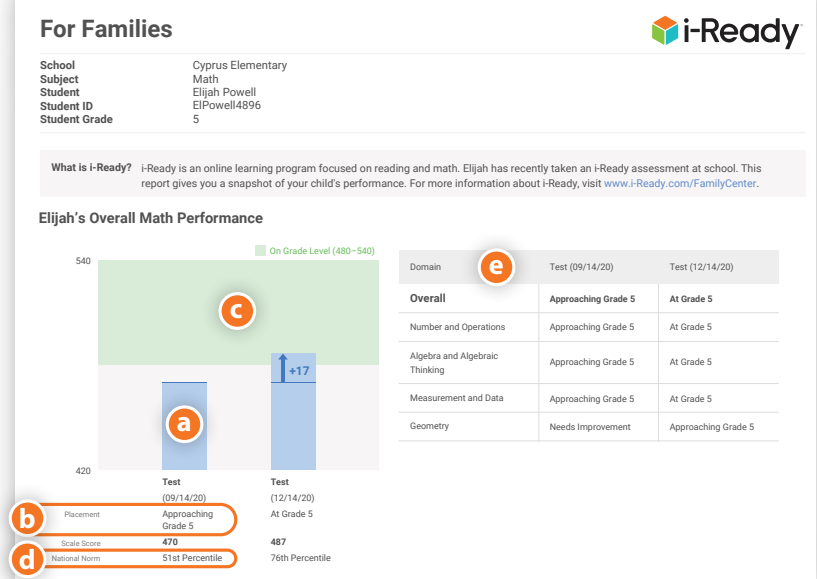 For Families
i-Ready
School Cyprus Elementary
Subject Math
Student Elijah Powell
Student ID ElPowell4896
Student Grade 5
What is i-Ready? i-Ready is an online learning program focused on reading and math. Elijah has recently taken an i-Ready assessment at school. This
report gives you a snapshot of your child's performance. For more information about i-Ready, visit www.i-Ready.com/FamilyCenter.
Elijah's Overall Math Performance
On Grade Level (480–540)
540
c
+17
a
420
Test Test
(09/14/20) (12/14/20)
b Placement Approaching At Grade 5
Grade 5
Scale Score 470 487
d National Norm 51st Percentile 76th Percentile
Domain e Test (09/14/20) Test (12/14/20)
Overall Approaching Grade 5 At Grade 5
Number and Operations Approaching Grade 5 At Grade 5
Algebra and Algebraic
Thinking Approaching Grade 5 At Grade 5
Measurement and Data Approaching Grade 5 At Grade 5
Geometry Needs Improvement Approaching Grade 5